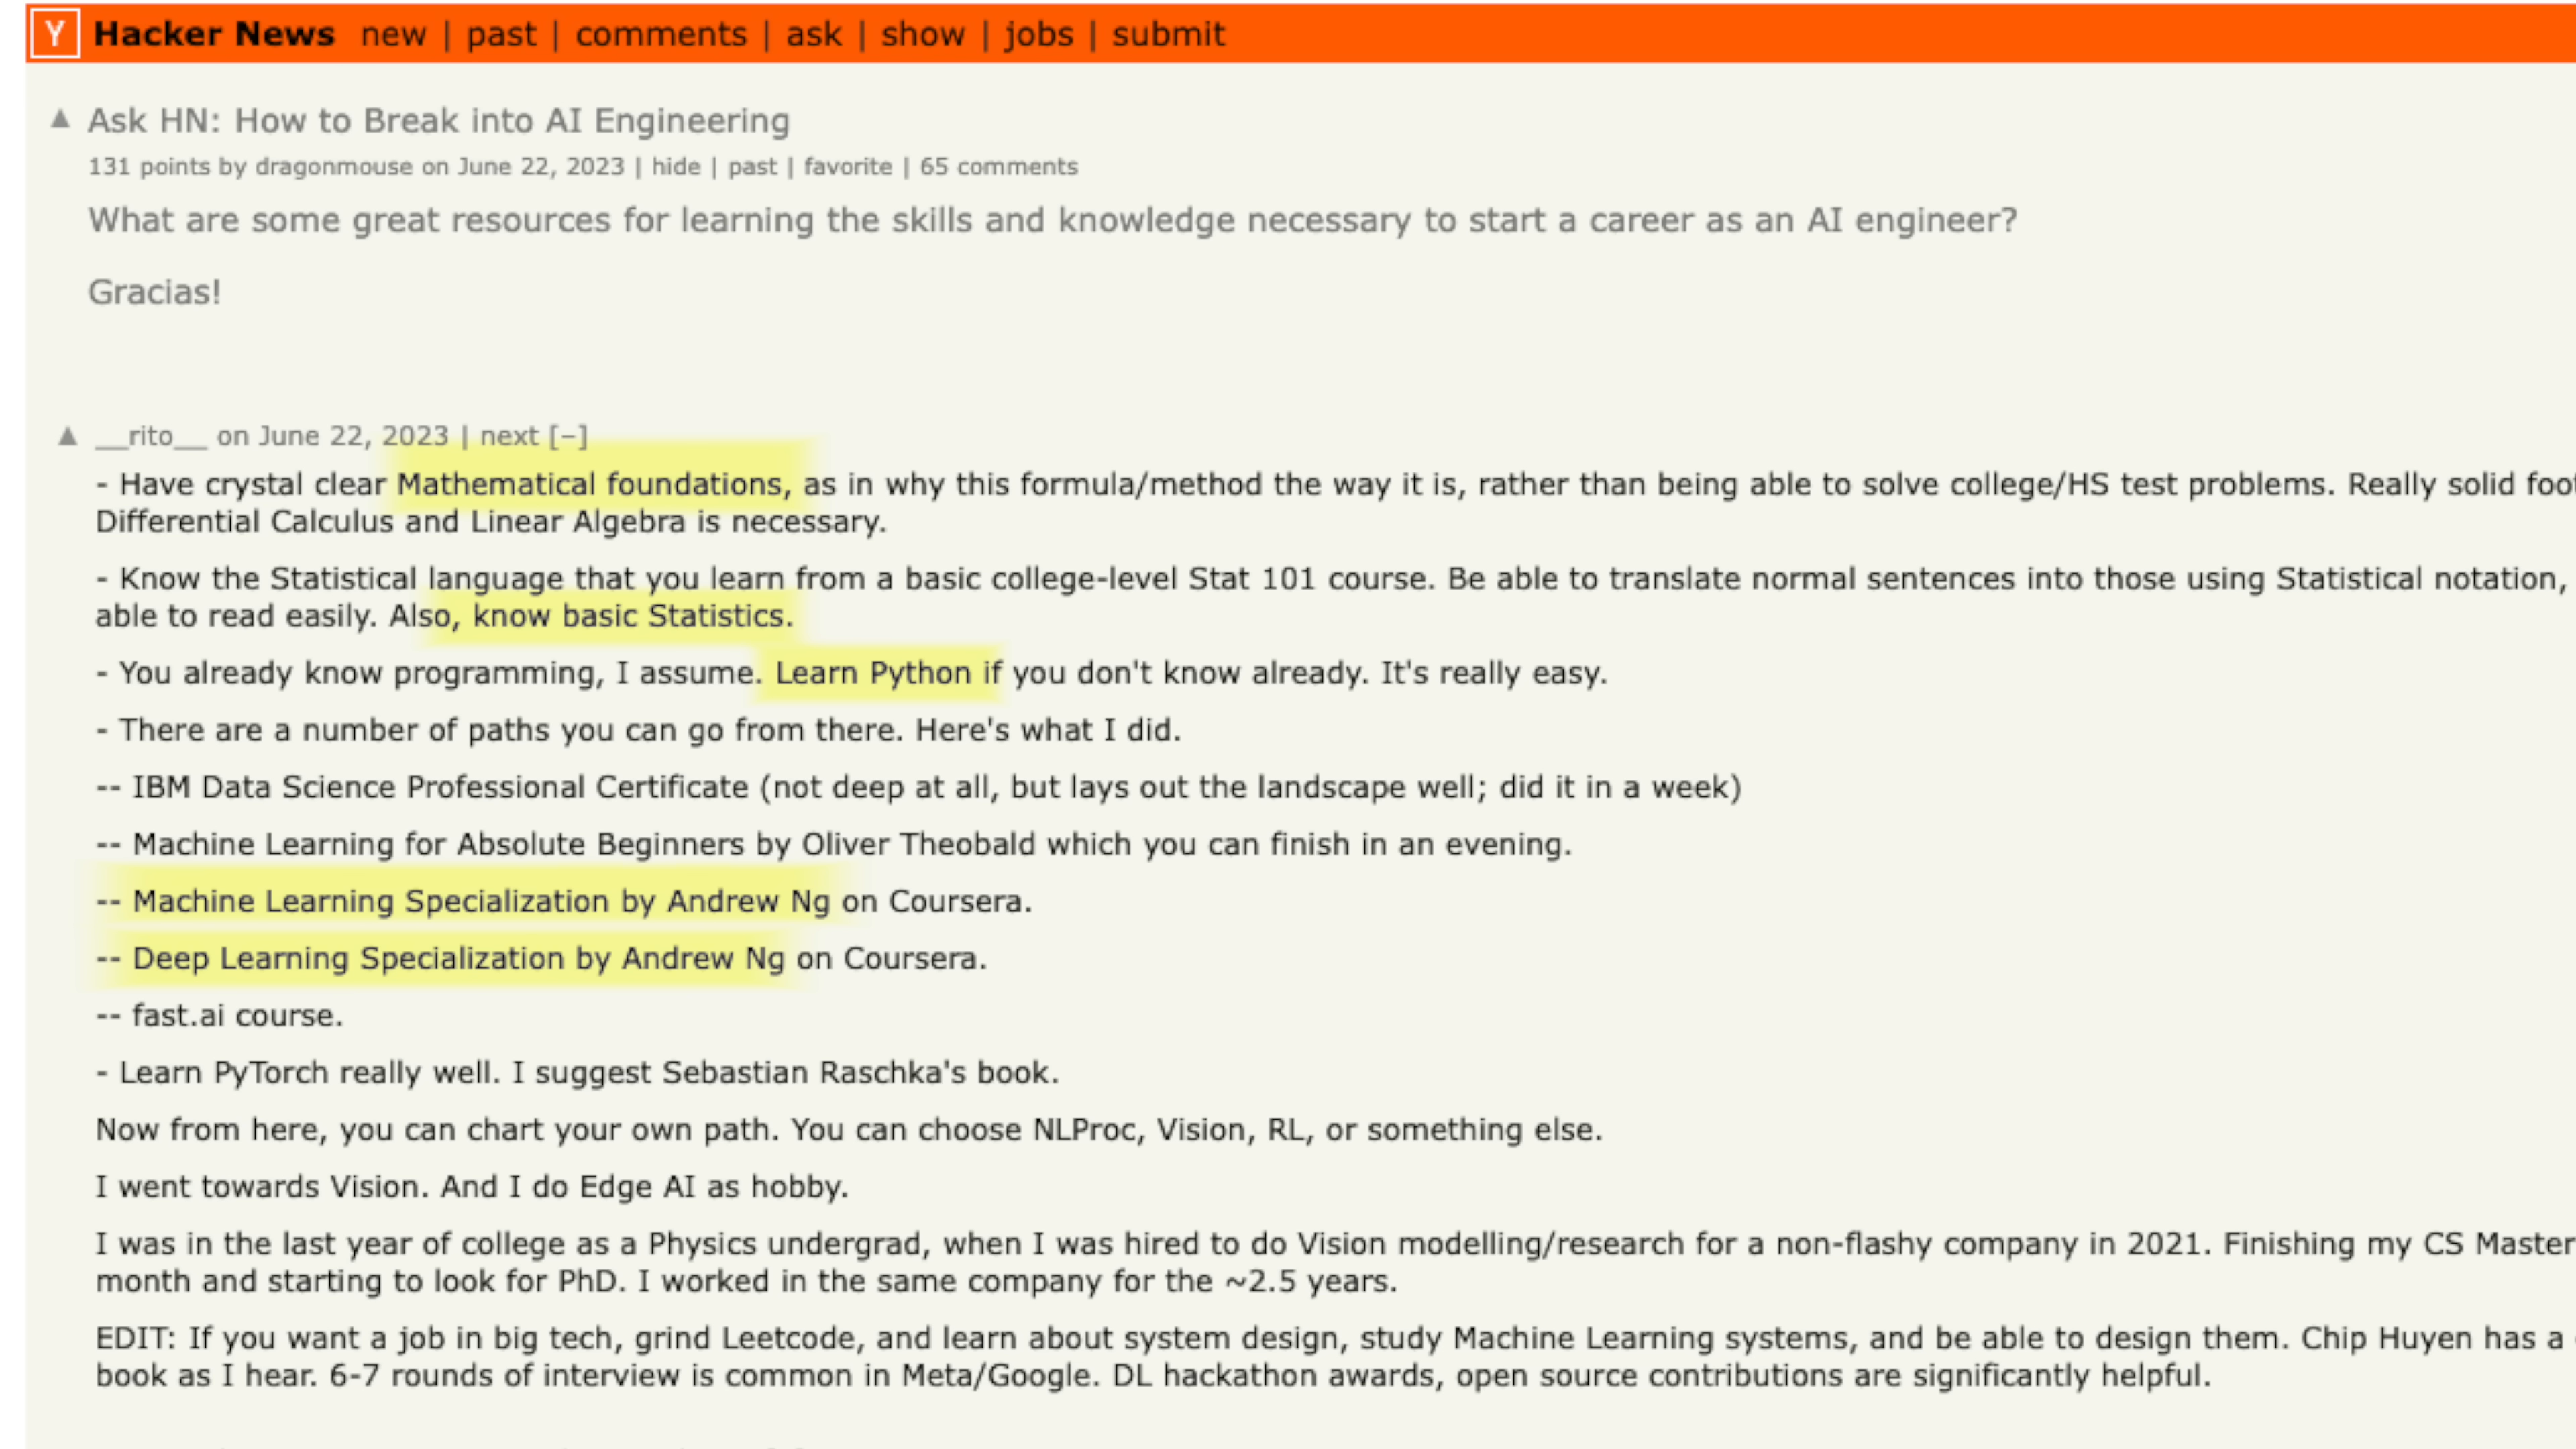 Y Hacker News new | past | comments | ask | show | jobs | submit
▲ Ask HN: How to Break into AI Engineering
131 points by dragonmouse on June 22, 2023 | hide | past | favorite | 65 comments
What are some great resources for learning the skills and knowledge necessary to start a career as an AI engineer?
Gracias!
▲ __rito__ on June 22, 2023 | next [–]
- Have crystal clear Mathematical foundations, as in why this formula/method the way it is, rather than being able to solve college/HS test problems. Really solid
Differential Calculus and Linear Algebra is necessary.
- Know the Statistical language that you learn from a basic college-level Stat 101 course. Be able to translate normal sentences into those using Statistical notation,
able to read easily. Also, know basic Statistics.
- You already know programming, I assume. Learn Python if you don't know already. It's really easy.
- There are a number of paths you can go from there. Here's what I did.
-- IBM Data Science Professional Certificate (not deep at all, but lays out the landscape well; did it in a week)
-- Machine Learning for Absolute Beginners by Oliver Theobald which you can finish in an evening.
-- Machine Learning Specialization by Andrew Ng on Coursera.
-- Deep Learning Specialization by Andrew Ng on Coursera.
-- fast.ai course.
- Learn PyTorch really well. I suggest Sebastian Raschka's book.
Now from here, you can chart your own path. You can choose NLProc, Vision, RL, or something else.
I went towards Vision. And I do Edge AI as hobby.
I was in the last year of college as a Physics undergrad, when I was hired to do Vision modelling/research for a non-flashy company in 2021. Finishing my CS Master
month and starting to look for PhD. I worked in the same company for the ~2.5 years.
EDIT: If you want a job in big tech, grind Leetcode, and learn about system design, study Machine Learning systems, and be able to design them. Chip Huyen has a
book as I hear. 6-7 rounds of interview is common in Meta/Google. DL hackathon awards, open source contributions are significantly helpful.